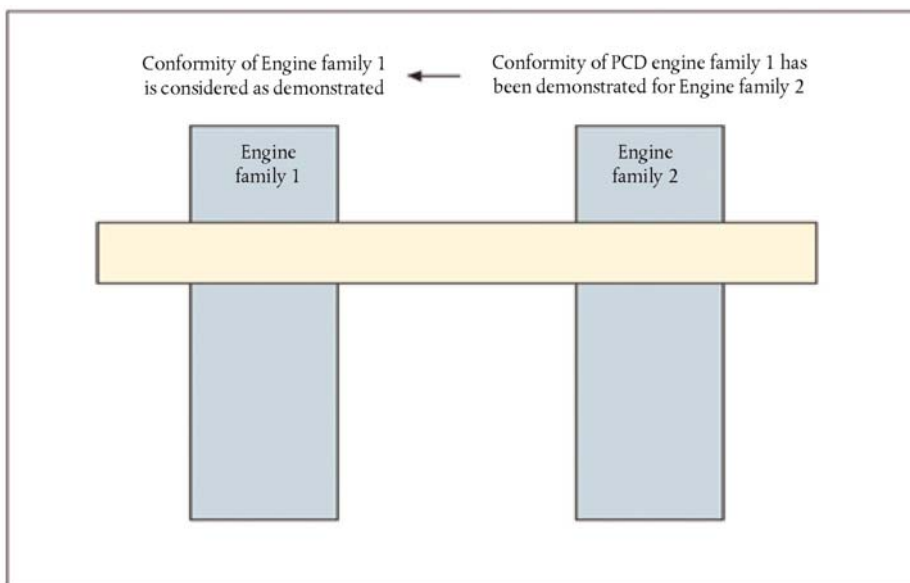 Conformity of Engine family 1
is considered as demonstrated
Conformity of PCD engine family 1 has
been demonstrated for Engine family 2
Engine
family 1
Engine
family 2